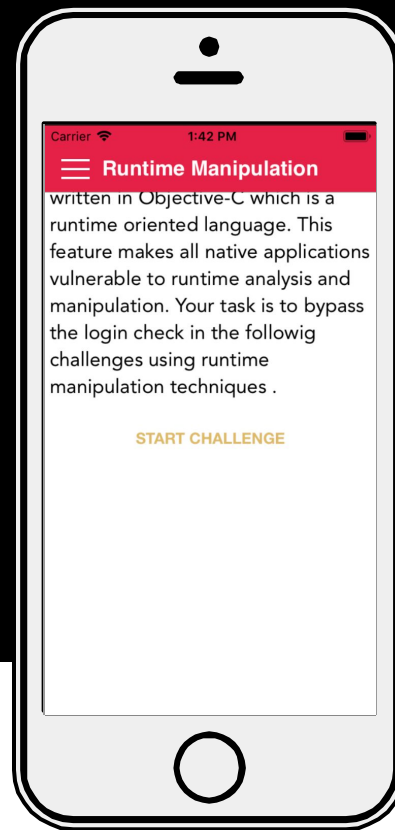 Carrier 1:42 PM
Runtime Manipulation
written in Objective-C which is a
runtime oriented language. This
feature makes all native applications
vulnerable to runtime analysis and
manipulation. Your task is to bypass
the login check in the followig
challenges using runtime
manipulation techniques .
START CHALLENGE